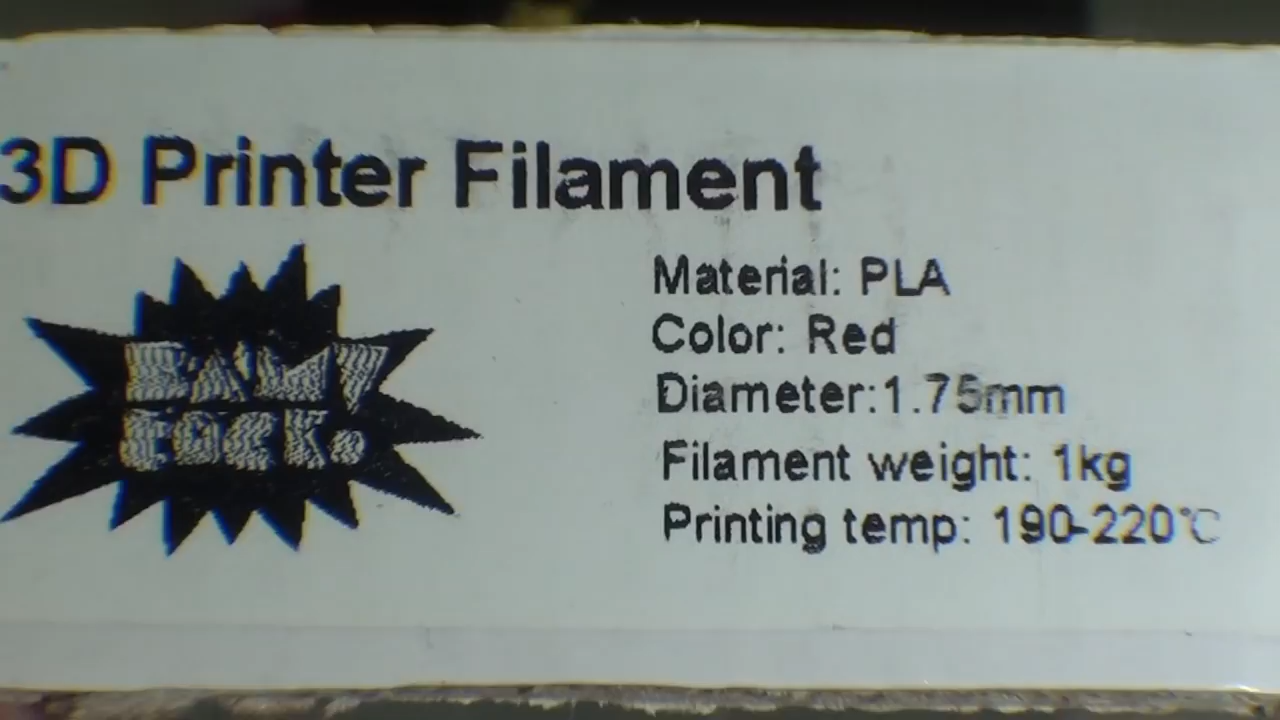 3D Printer Filament
Material: PLA
Color: Red
Diameter:1.75mm
Filament weight: 1kg
Printing temp: 190-220℃